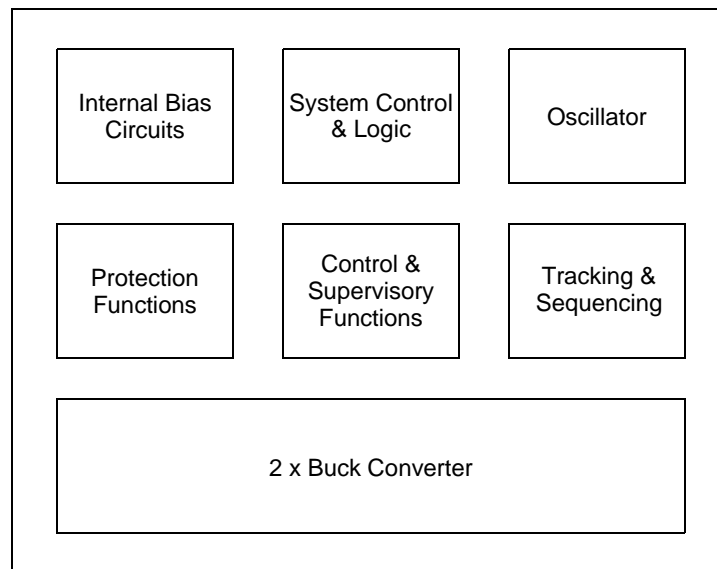 Internal Bias
Circuits
System Control
& Logic
Oscillator
Protection
Functions
Control &
Supervisory
Functions
Tracking &
Sequencing
2 x Buck Converter